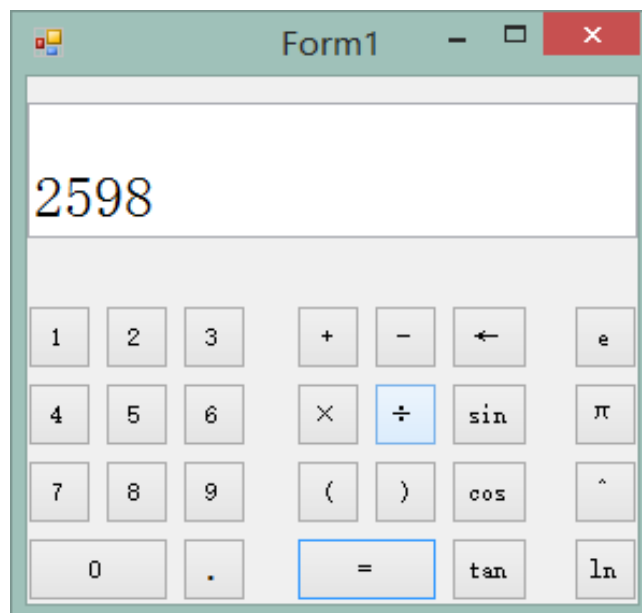 Form1
2598
1 2 3 + - ← e
4 5 6 × ÷ sin π
7 8 9 ( ) cos ^
0 . = tan ln